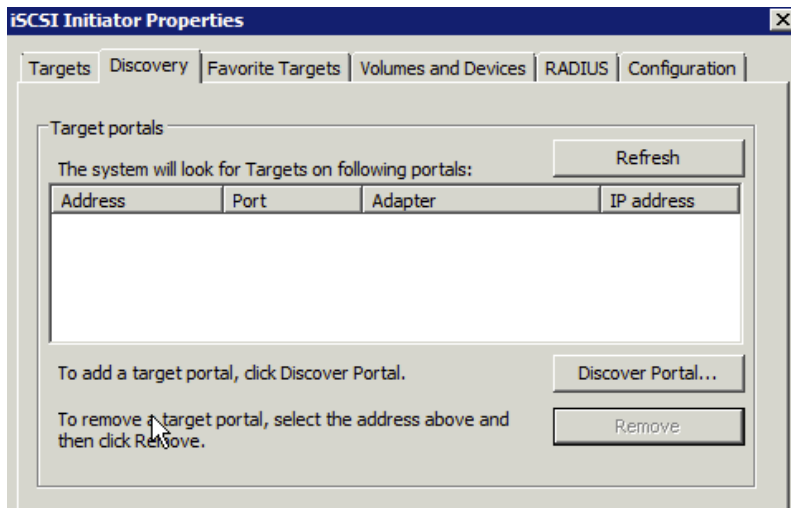 iSCSI Initiator Properties
Targets Discovery Favorite Targets Volumes and Devices RADIUS Configuration
Target portals
The system will look for Targets on following portals:
Refresh
Address Port Adapter IP address
To add a target portal, click Discover Portal.
Discover Portal...
To remove a target portal, select the address above and
then click Remove.
Remove